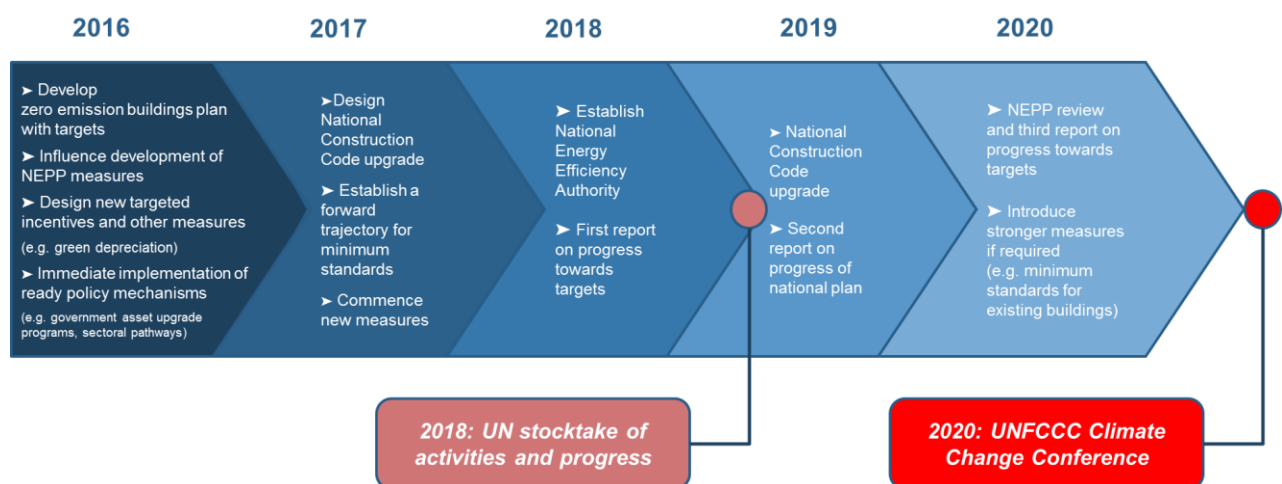 2016
2017
2018
2019
2020
➤ Develop
zero emission buildings plan
with targets
➤ Influence development of
NEPP measures
➤ Design new targeted
incentives and other measures
(e.g. green depreciation)
➤ Immediate implementation of
ready policy mechanisms
(e.g. government asset upgrade
programs, sectoral pathways)
➤Design
National
Construction
Code upgrade
➤ Establish a
forward
trajectory for
minimum
standards
➤ Commence
new measures
➤ Establish
National
Energy
Efficiency
Authority
➤ First report
on progress
towards
targets
➤ National
Construction
Code
upgrade
➤ Second
report on
progress of
national plan
➤ NEPP review
and third report on
progress towards
targets
➤ Introduce
stronger measures
if required
(e.g. minimum
standards for
existing buildings)
2018: UN stocktake of
activities and progress
2020: UNFCCC Climate
Change Conference